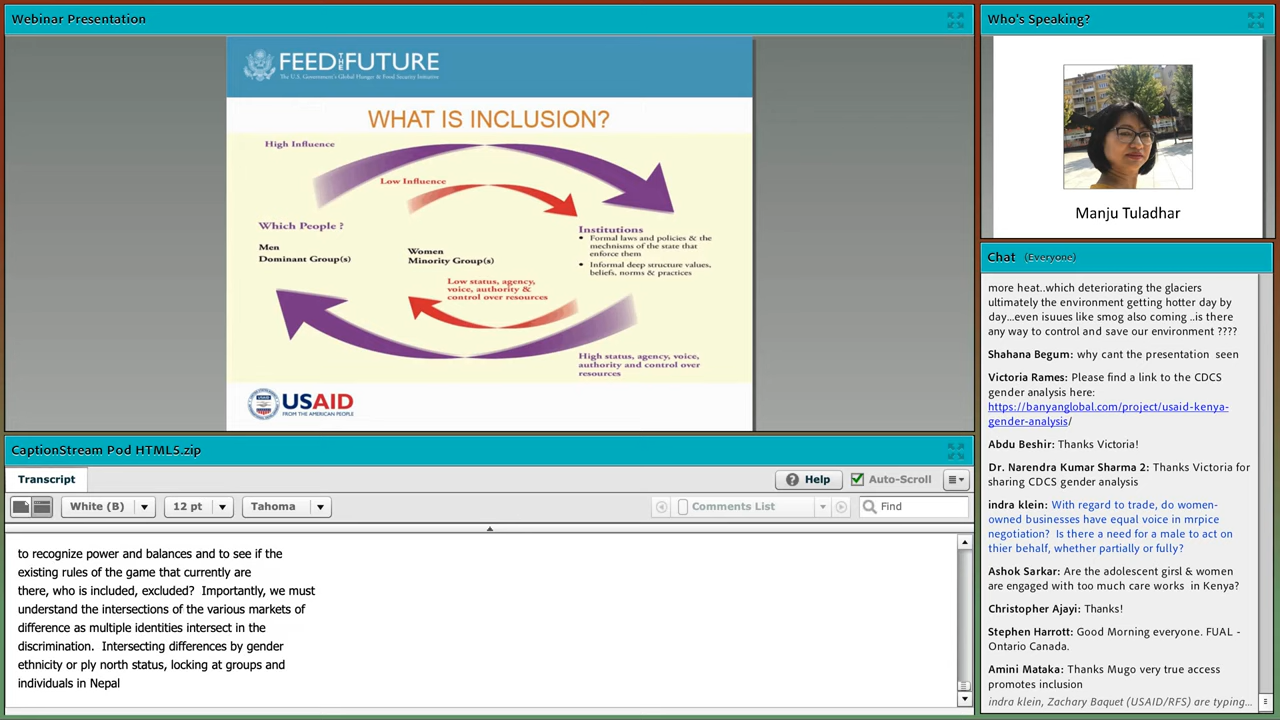 Webinar Presentation
FEED THE FUTURE
The U.S. Government's Global Hunger & Food Security Initiative
WHAT IS INCLUSION?
High Influence
Low Influence
Which People ?
Men
Dominant Group(s)
Women
Minority Group(s)
Institutions
• Formal laws and policies & the
mechnisms of the state that
enforce them
• Informal deep structure values,
beliefs, norms & practices
Low status, agency,
voice, authority &
control over resources
High status, agency, voice,
authority and control over
resources
USAID
FROM THE AMERICAN PEOPLE
Who's Speaking?
Manju Tuladhar
Chat (Everyone)
more heat..which deteriorating the glaciers
ultimately the environment getting hotter day by
day...even isuues like smog also coming ..is there
any way to control and save our environment ????
Shahana Begum: why cant the presentation seen
Victoria Rames: Please find a link to the CDCS
gender analysis here:
https://banyanglobal.com/project/usaid-kenya-
gender-analysis/
Abdu Beshir: Thanks Victoria!
Dr. Narendra Kumar Sharma 2: Thanks Victoria for
sharing CDCS gender analysis
indra klein: With regard to trade, do women-
owned businesses have equal voice in mrpice
negotiation? Is there a need for a male to act on
thier behalf, whether partially or fully?
Ashok Sarkar: Are the adolescent girsl & women
are engaged with too much care works in Kenya?
Christopher Ajayi: Thanks!
Stephen Harrott: Good Morning everyone. FUAL -
Ontario Canada.
Amini Mataka: Thanks Mugo very true access
promotes inclusion
indra klein, Zachary Baquet (USAID/RFS) are typing...
CaptionStream Pod HTML5.zip
Transcript
Help
Auto-Scroll
White (B)
12 pt
Tahoma
Comments List
Find
to recognize power and balances and to see if the
existing rules of the game that currently are
there, who is included, excluded? Importantly, we must
understand the intersections of the various markets of
difference as multiple identities intersect in the
discrimination. Intersecting differences by gender
ethnicity or ply north status, locking at groups and
individuals in Nepal